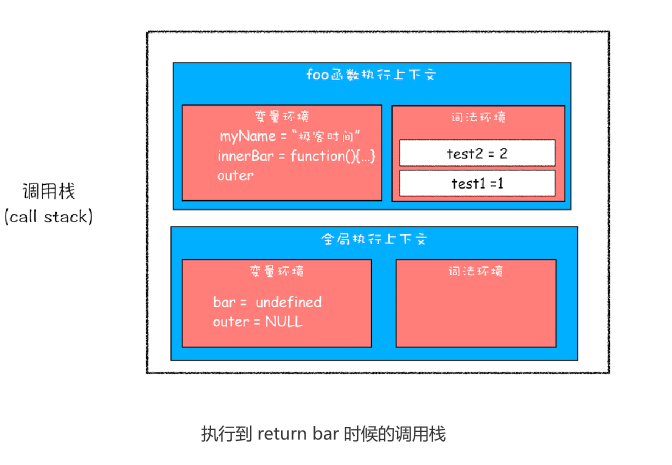 foo函数执行上下文
变量环境
myName = “极客时间”
innerBar = function(){...}
outer
词法环境
test2 = 2
test1 =1
调用栈
(call stack)
全局执行上下文
变量环境
bar = undefined
outer = NULL
词法环境
执行到 return bar 时候的调用栈